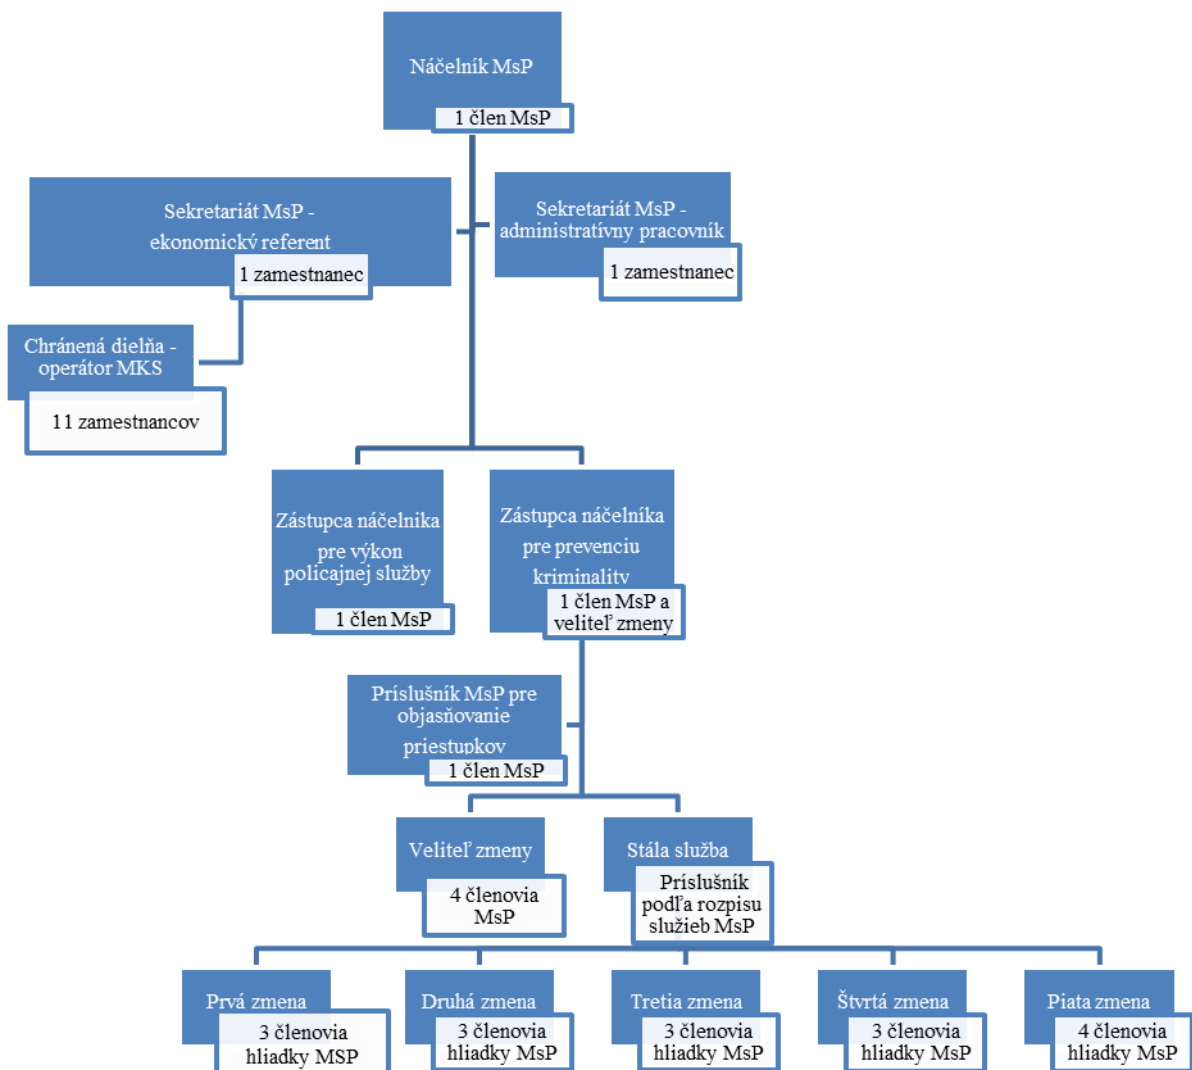 Náčelník MsP
1 člen MsP
Sekretariát MsP -
ekonomický referent
1 zamestnanec
Sekretariát MsP -
administratívny pracovník
1 zamestnanec
Chránená dielňa -
operátor MKS
11 zamestnancov
Zástupca náčelnika
pre výkon
policajnej služby
1 člen MsP
Zástupca náčelníka
pre prevenciu
kriminality
1 člen MsP a
veliteľ zmeny
Príslušník MsP pre
objasňovanie
priestupkov
1 člen MsP
Veliteľ zmeny
4 členovia
MsP
Stála služba
Príslušník
podľa rozpisu
služieb MsP
Prvá zmena
3 členovia
hliadky MSP
Druhá zmena
3 členovia
hliadky MsP
Tretia zmena
3 členovia
hliadky MsP
Štvrtá zmena
3 členovia
hliadky MsP
Piata zmena
4 členovia
hliadky MsP